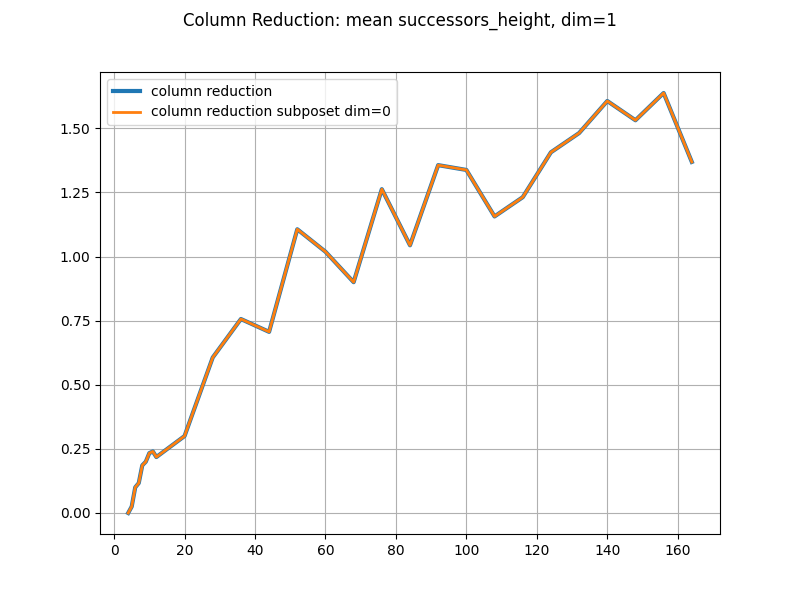 Column Reduction: mean successors_height, dim=1
column reduction
column reduction subposet dim=0
1.50
1.25
1.00
0.75
0.50
0.25
0.00
0 20 40 60 80 100 120 140 160